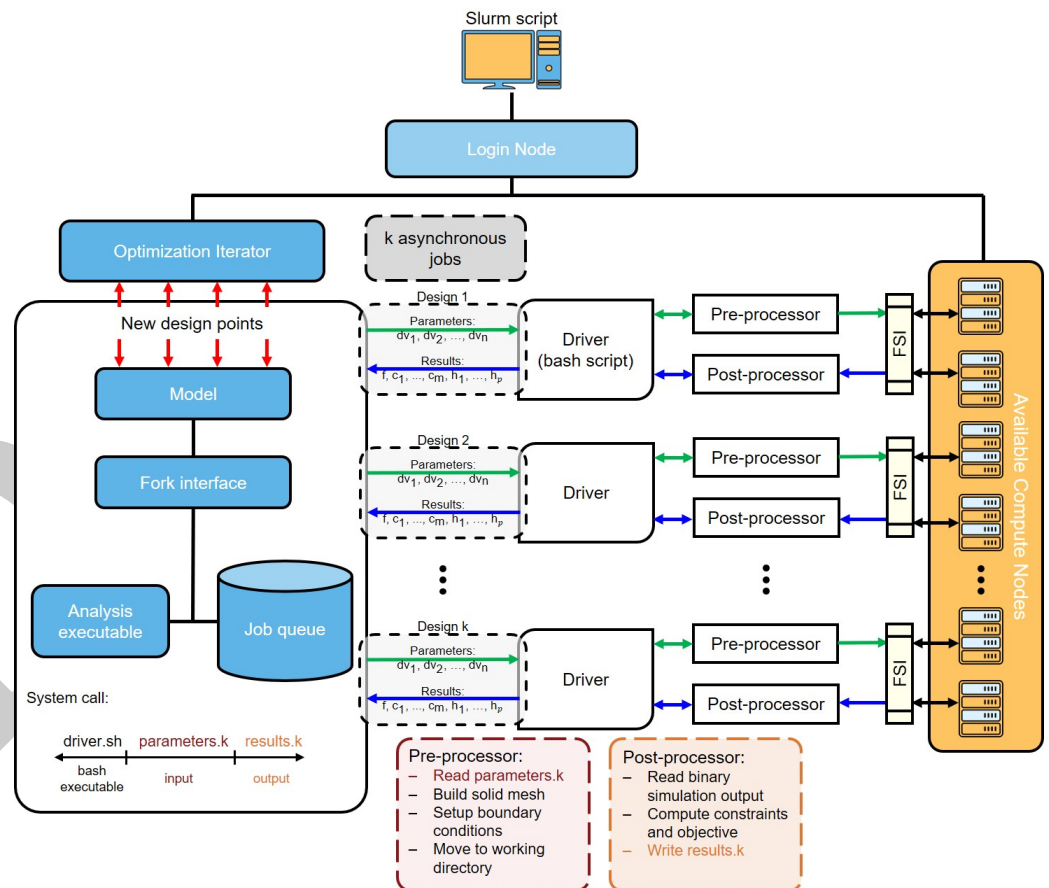 Slurm script
Login Node
Optimization Iterator
k asynchronous
jobs
New design points
Model
Fork interface
Analysis
executable
Job queue
System call:
driver.sh
parameters.k
results.k
bash
executable
input
output
Design 1
Parameters:
dv1, dv2, ..., dvn
Results:
f, c1, ..., cm, h1, ..., hp
Driver
(bash script)
Pre-processor
Post-processor
FSI
Design 2
Parameters:
dv1, dv2, ..., dvn
Results:
f, c1, ..., cm, h1, ..., hp
Driver
Pre-processor
Post-processor
FSI
Design k
Parameters:
dv1, dv2, ..., dvn
Results:
f, c1, ..., cm, h1, ..., hp
Driver
Pre-processor
Post-processor
FSI
Available Compute Nodes
Pre-processor:
– Read parameters.k
– Build solid mesh
– Setup boundary
conditions
– Move to working
directory
Post-processor:
– Read binary
simulation output
– Compute constraints
and objective
– Write results.k